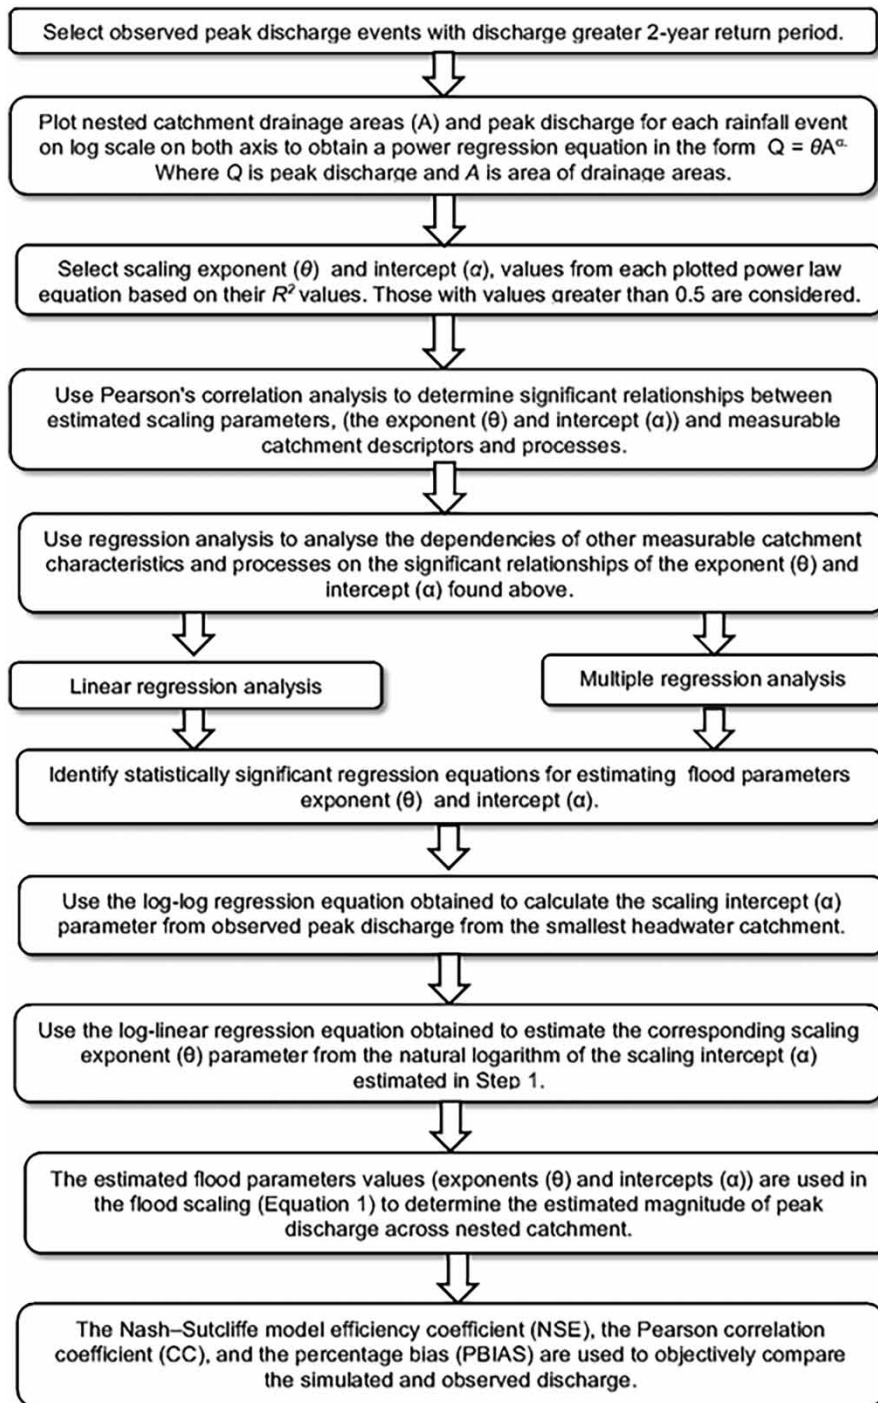 Select observed peak discharge events with discharge greater 2-year return period.
Plot nested catchment drainage areas (A) and peak discharge for each rainfall event
on log scale on both axis to obtain a power regression equation in the form Q = θA^α.
Where Q is peak discharge and A is area of drainage areas.
Select scaling exponent (θ) and intercept (α), values from each plotted power law
equation based on their R² values. Those with values greater than 0.5 are considered.
Use Pearson's correlation analysis to determine significant relationships between
estimated scaling parameters, (the exponent (θ) and intercept (α)) and measurable
catchment descriptors and processes.
Use regression analysis to analyse the dependencies of other measurable catchment
characteristics and processes on the significant relationships of the exponent (θ) and
intercept (α) found above.
Linear regression analysis
Multiple regression analysis
Identify statistically significant regression equations for estimating flood parameters
exponent (θ) and intercept (α).
Use the log-log regression equation obtained to calculate the scaling intercept (α)
parameter from observed peak discharge from the smallest headwater catchment.
Use the log-linear regression equation obtained to estimate the corresponding scaling
exponent (θ) parameter from the natural logarithm of the scaling intercept (α)
estimated in Step 1.
The estimated flood parameters values (exponents (θ) and intercepts (α)) are used in
the flood scaling (Equation 1) to determine the estimated magnitude of peak
discharge across nested catchment.
The Nash–Sutcliffe model efficiency coefficient (NSE), the Pearson correlation
coefficient (CC), and the percentage bias (PBIAS) are used to objectively compare
the simulated and observed discharge.